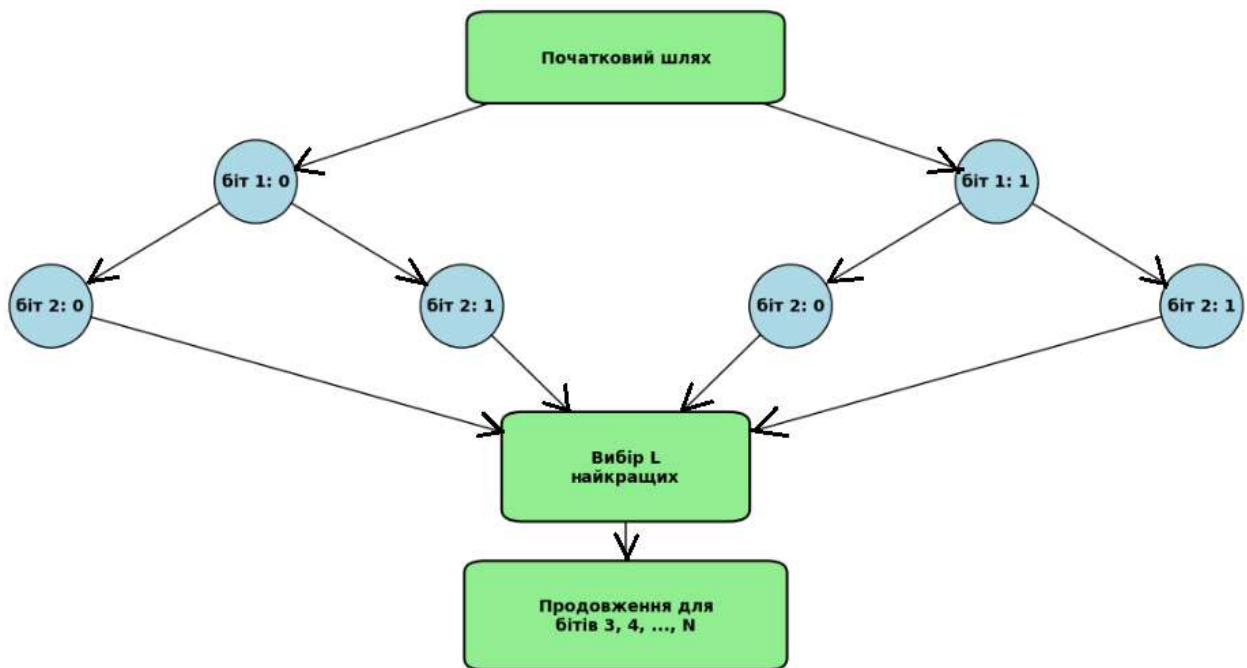 Початковий шлях
біт 1: 0
біт 1: 1
біт 2: 0
біт 2: 1
біт 2: 0
біт 2: 1
Вибір L
найкращих
Продовження для
бітів 3, 4, ..., N